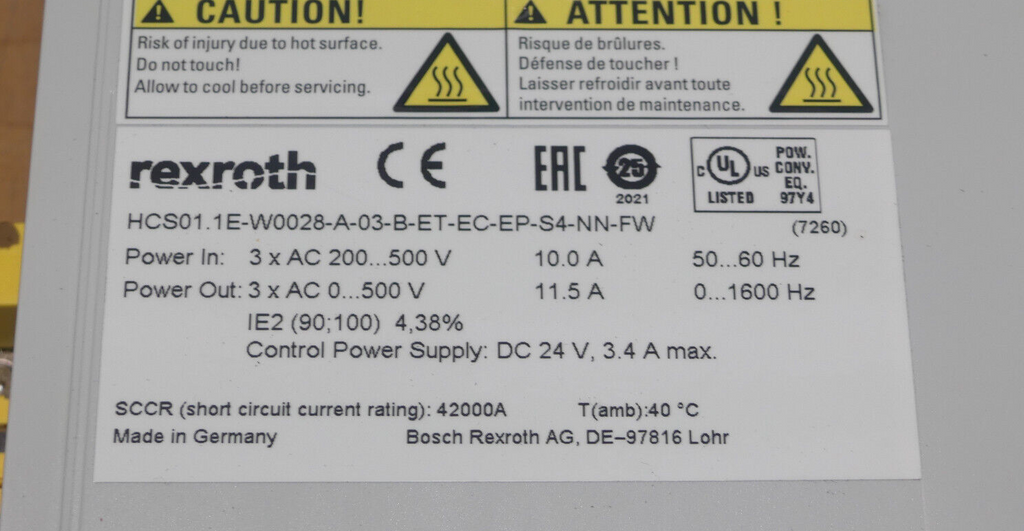 CAUTION!
Risk of injury due to hot surface.
Do not touch!
Allow to cool before servicing.
ATTENTION !
Risque de brûlures.
Défense de toucher !
Laisser refroidir avant toute
intervention de maintenance.
rexroth CE EAC 25 2021 C UL US LISTED POW. CONV. EQ. 97Y4
HCS01.1E-W0028-A-03-B-ET-EC-EP-S4-NN-FW (7260)
Power In: 3 x AC 200...500 V 10.0 A 50...60 Hz
Power Out: 3 x AC 0...500 V 11.5 A 0...1600 Hz
IE2 (90;100) 4,38%
Control Power Supply: DC 24 V, 3.4 A max.
SCCR (short circuit current rating): 42000A T(amb):40 °C
Made in Germany Bosch Rexroth AG, DE–97816 Lohr